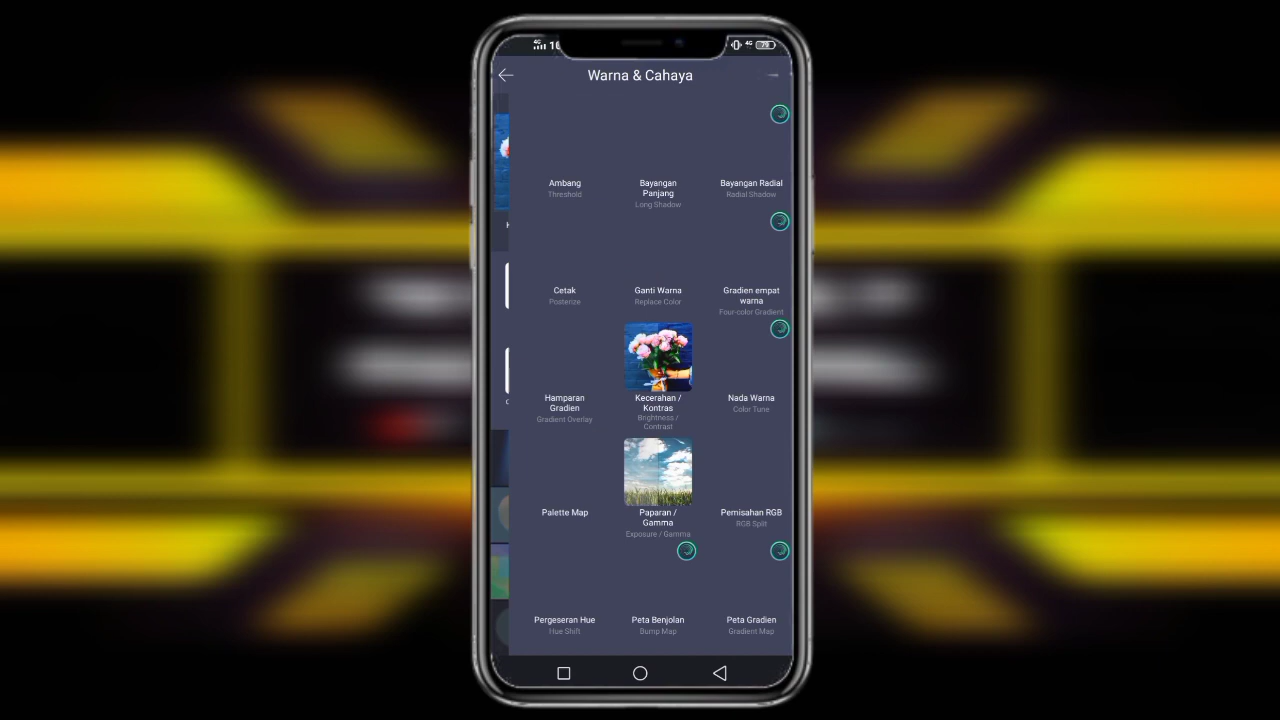 4G
4G 79
Warna & Cahaya
Ambang
Threshold
Bayangan
Panjang
Long Shadow
Bayangan Radial
Radial Shadow
Cetak
Posterize
Ganti Warna
Replace Color
Gradien empat
warna
Four-color Gradient
Hamparan
Gradien
Gradient Overlay
Kecerahan /
Kontras
Brightness /
Contrast
Nada Warna
Color Tune
Palette Map
Paparan /
Gamma
Exposure / Gamma
Pemisahan RGB
RGB Split
Pergeseran Hue
Hue Shift
Peta Benjolan
Bump Map
Peta Gradien
Gradient Map